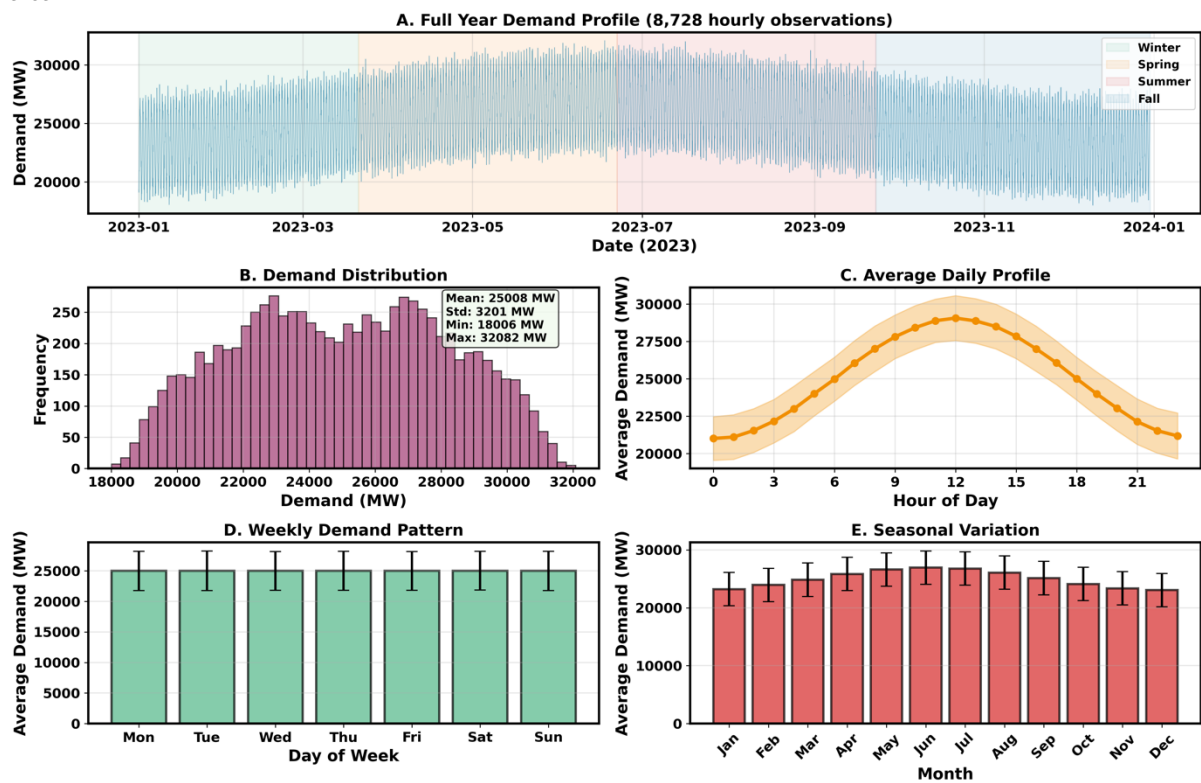 A. Full Year Demand Profile (8,728 hourly observations)
Demand (MW)
30000
25000
20000
Winter
Spring
Summer
Fall
2023-01 2023-03 2023-05 2023-07 2023-09 2023-11 2024-01
Date (2023)
B. Demand Distribution
Frequency
250
200
150
100
50
0
Mean: 25008 MW
Std: 3201 MW
Min: 18006 MW
Max: 32082 MW
18000 20000 22000 24000 26000 28000 30000 32000
Demand (MW)
C. Average Daily Profile
Average Demand (MW)
30000
27500
25000
22500
20000
0 3 6 9 12 15 18 21
Hour of Day
D. Weekly Demand Pattern
Average Demand (MW)
25000
20000
15000
10000
5000
0
Mon Tue Wed Thu Fri Sat Sun
Day of Week
E. Seasonal Variation
Average Demand (MW)
30000
20000
10000
0
Jan Feb Mar Apr May Jun Jul Aug Sep Oct Nov Dec
Month